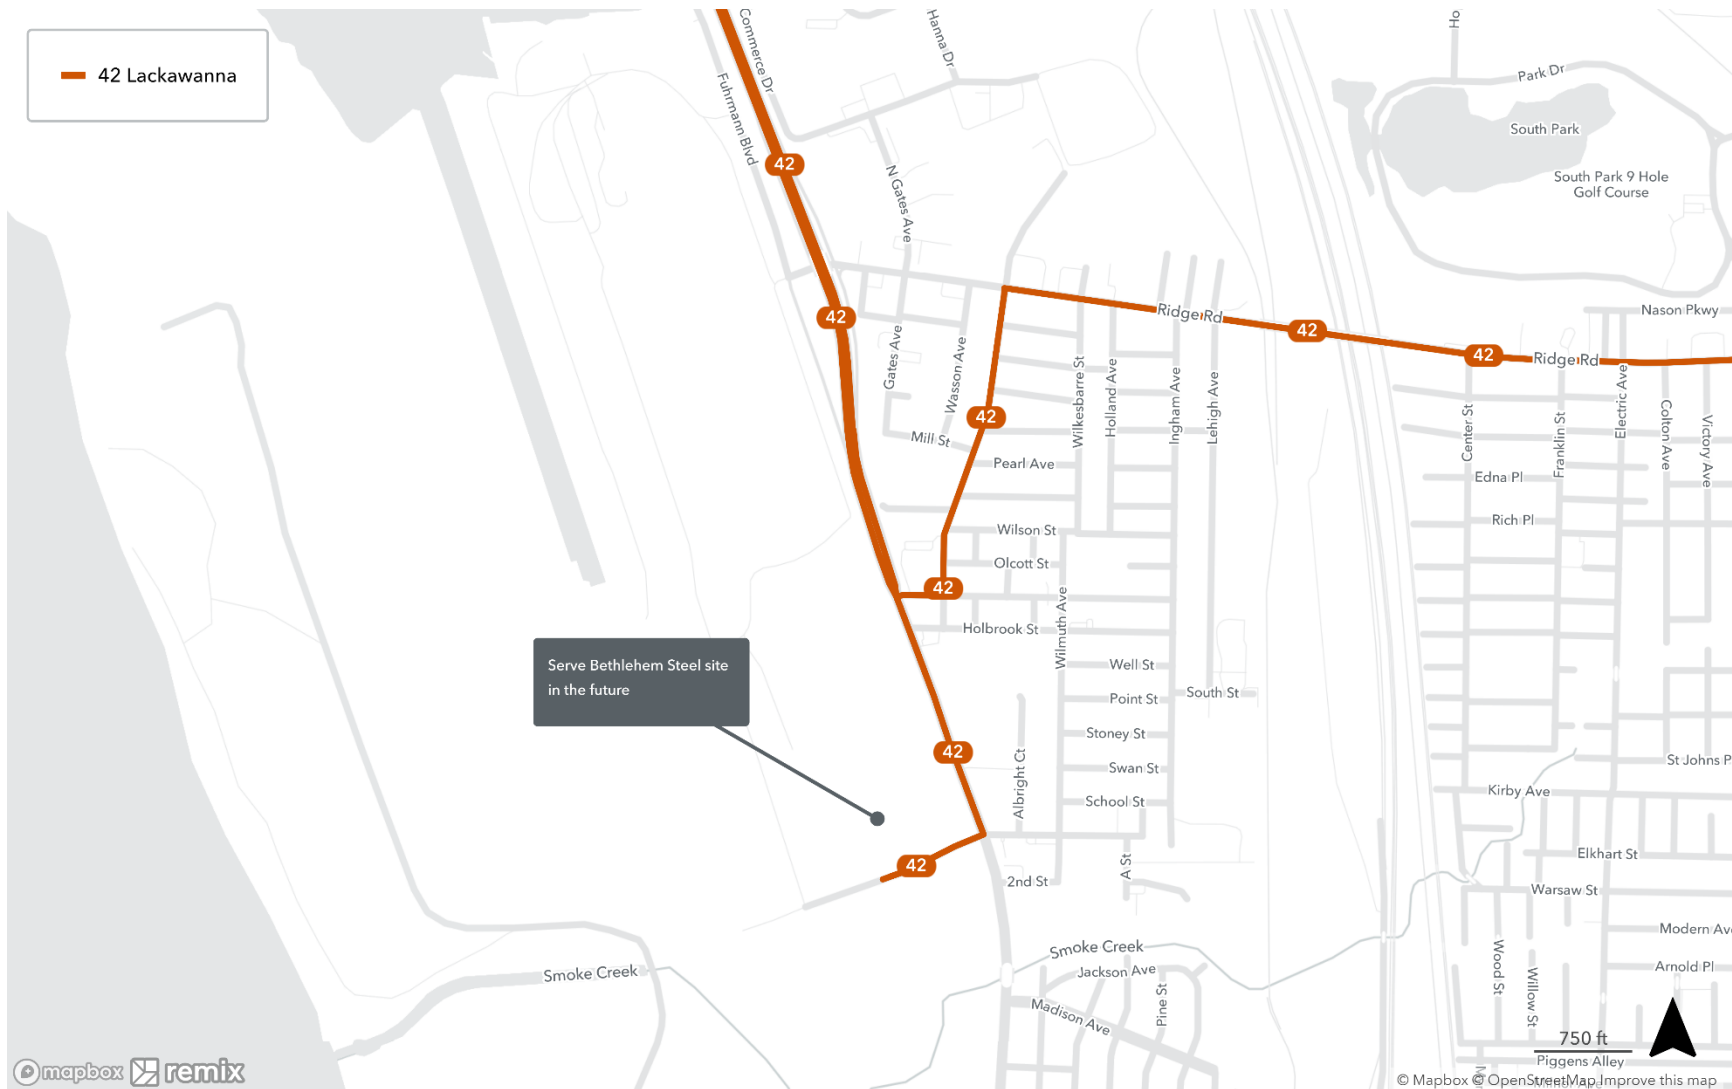 42 Lackawanna
Commerce Dr
Fuhrmann Blvd
Hanna Dr
Ho
Park Dr
South Park
South Park 9 Hole
Golf Course
42
N Gates Ave
42
Ridge Rd
42
Nason Pkwy
42
Ridge Rd
Gates Ave
Wasson Ave
42
Wilkesbarre St
Holland Ave
Ingham Ave
Lehigh Ave
Center St
Franklin St
Electric Ave
Colton Ave
Victory Ave
Mill St
Pearl Ave
Edna Pl
Rich Pl
Wilson St
Olcott St
42
Holbrook St
Wilmuth Ave
Well St
South St
Point St
Serve Bethlehem Steel site
in the future
Stoney St
42
Albright Ct
Swan St
St Johns P
School St
Kirby Ave
42
2nd St
A St
Elkhart St
Warsaw St
Modern Av
Smoke Creek
Smoke Creek
Jackson Ave
Arnold Pl
Wood St
Willow St
Pine St
Madison Ave
750 ft
Piggens Alley
mapbox remix
© Mapbox © OpenStreetMap Improve this map